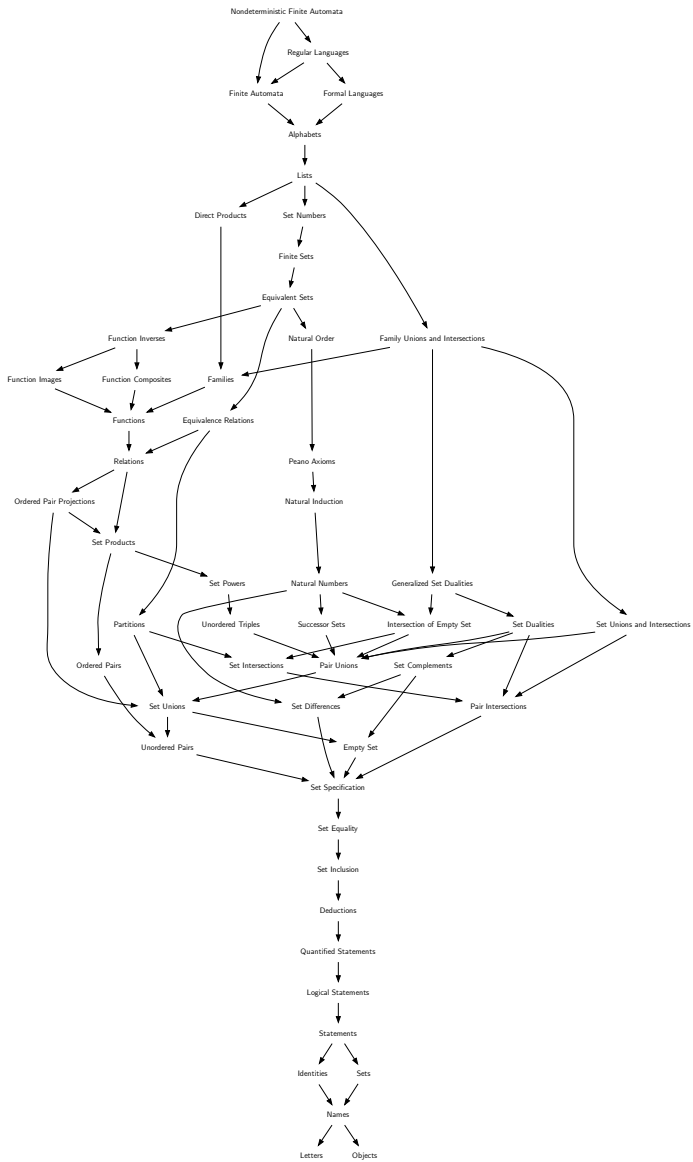 Nondeterministic Finite Automata
Regular Languages
Finite Automata
Formal Languages
Alphabets
Lists
Direct Products
Set Numbers
Finite Sets
Equivalent Sets
Function Inverses
Natural Order
Family Unions and Intersections
Function Images
Function Composites
Families
Functions
Equivalence Relations
Relations
Peano Axioms
Ordered Pair Projections
Natural Induction
Set Products
Set Powers
Natural Numbers
Generalized Set Dualities
Partitions
Unordered Triples
Successor Sets
Intersection of Empty Set
Set Dualities
Set Unions and Intersections
Ordered Pairs
Set Intersections
Pair Unions
Set Complements
Set Unions
Set Differences
Pair Intersections
Unordered Pairs
Empty Set
Set Specification
Set Equality
Set Inclusion
Deductions
Quantified Statements
Logical Statements
Statements
Identities
Sets
Names
Letters
Objects